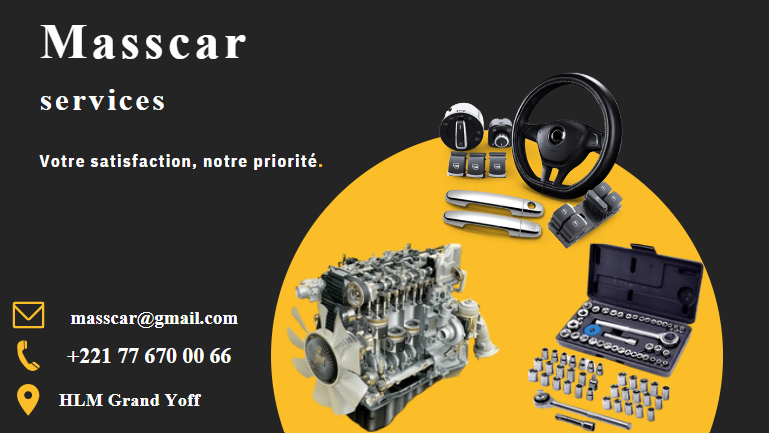 Masscar
services
Votre satisfaction, notre priorité.
masscar@gmail.com
+221 77 670 00 66
HLM Grand Yoff